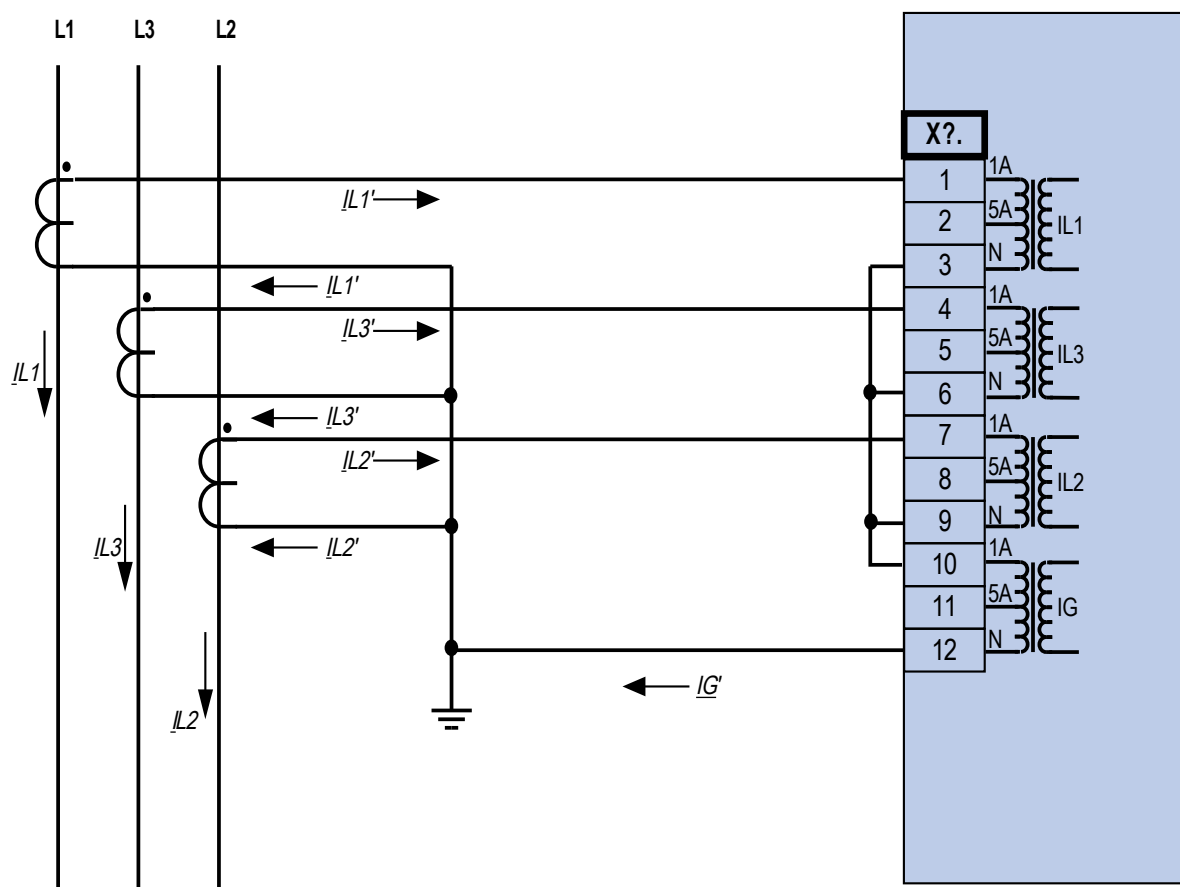 L1 L3 L2
X?.
1 1A
IL1'
2 5A IL1
3 N
IL1'
4 1A
IL3'
IL1
5 5A IL3
6 N
IL3'
7 1A
IL2'
8 5A IL2
9 N
IL3
IL2'
10 1A
11 5A IG
12 N
IG'
IL2